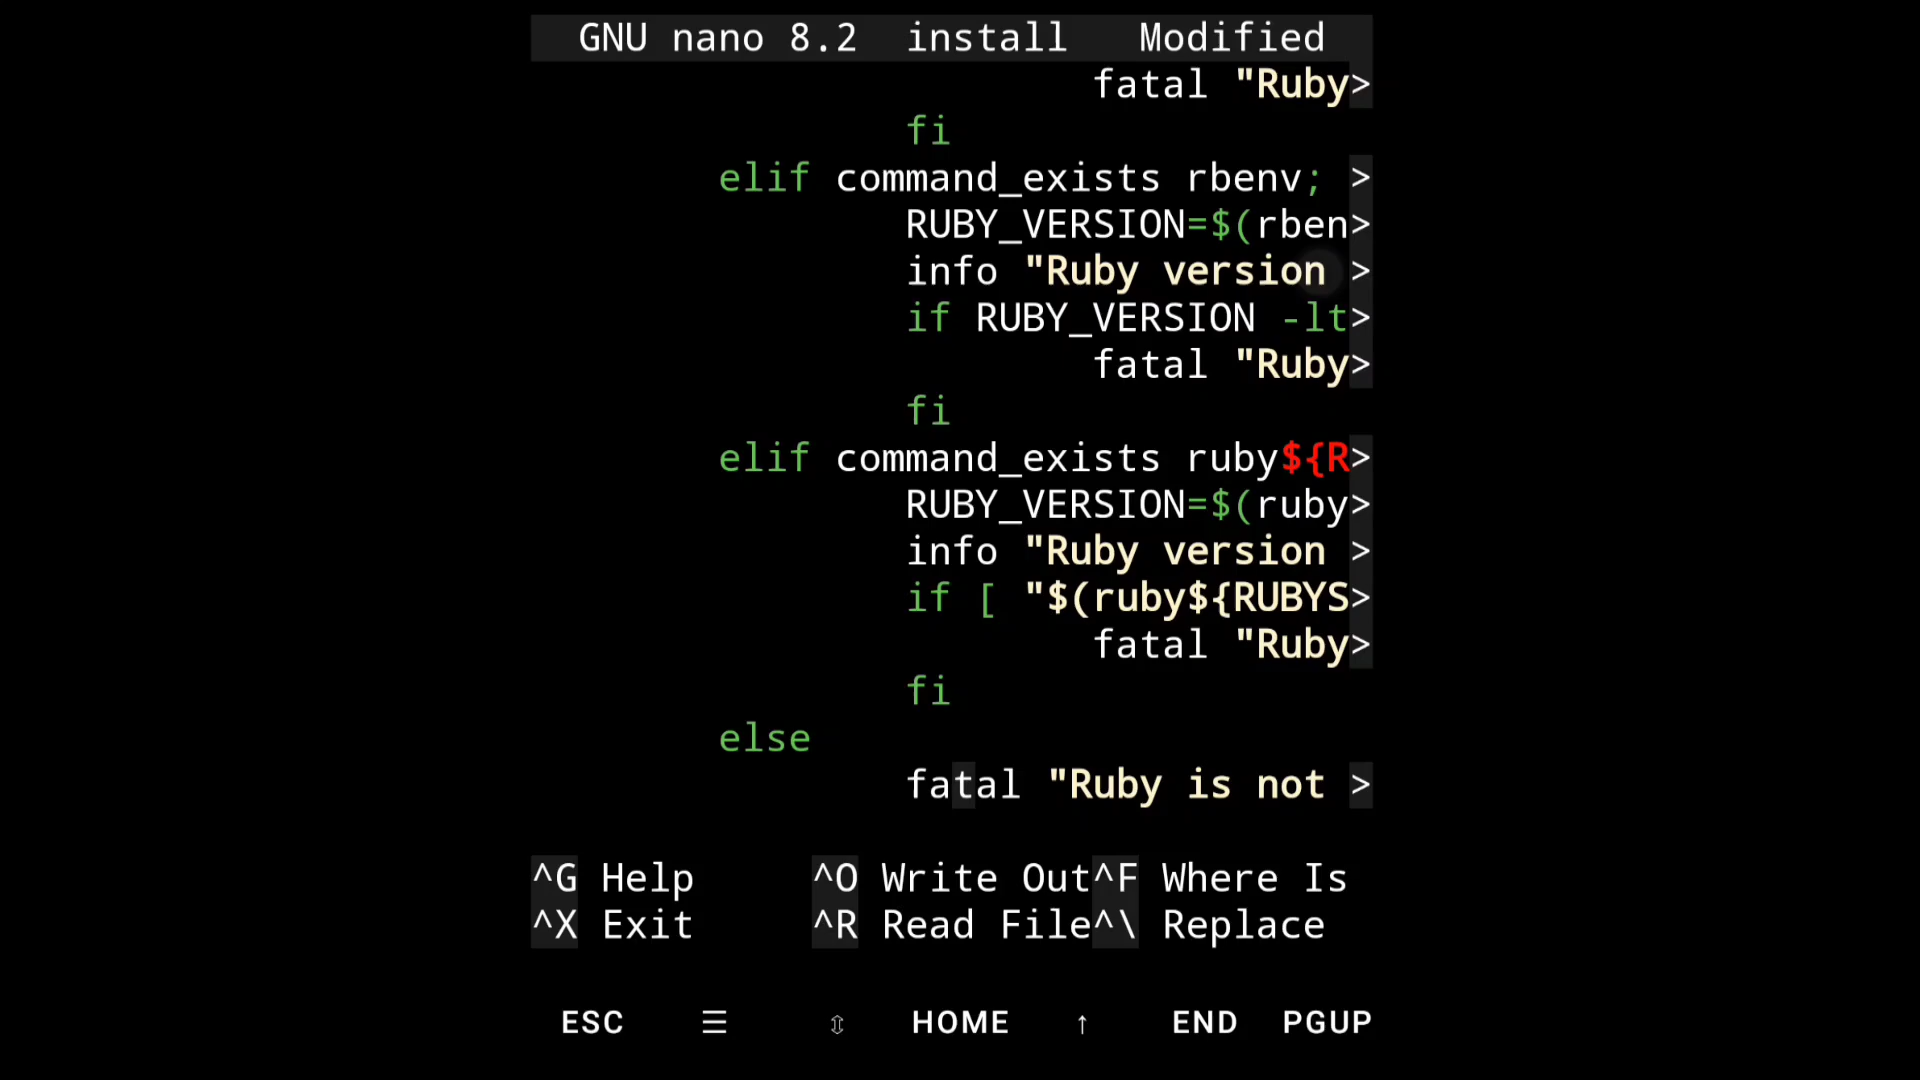 GNU nano 8.2  install   Modified
fatal "Ruby>
fi
elif command_exists rbenv; >
RUBY_VERSION=$(rben>
info "Ruby version >
if RUBY_VERSION -lt>
fatal "Ruby>
fi
elif command_exists ruby${R>
RUBY_VERSION=$(ruby>
info "Ruby version >
if [ "$(ruby${RUBYS>
fatal "Ruby>
fi
else
fatal "Ruby is not >
^G Help     ^O Write Out^F Where Is
^X Exit     ^R Read File^\ Replace
ESC ☰ ⇳ HOME ↑ END PGUP